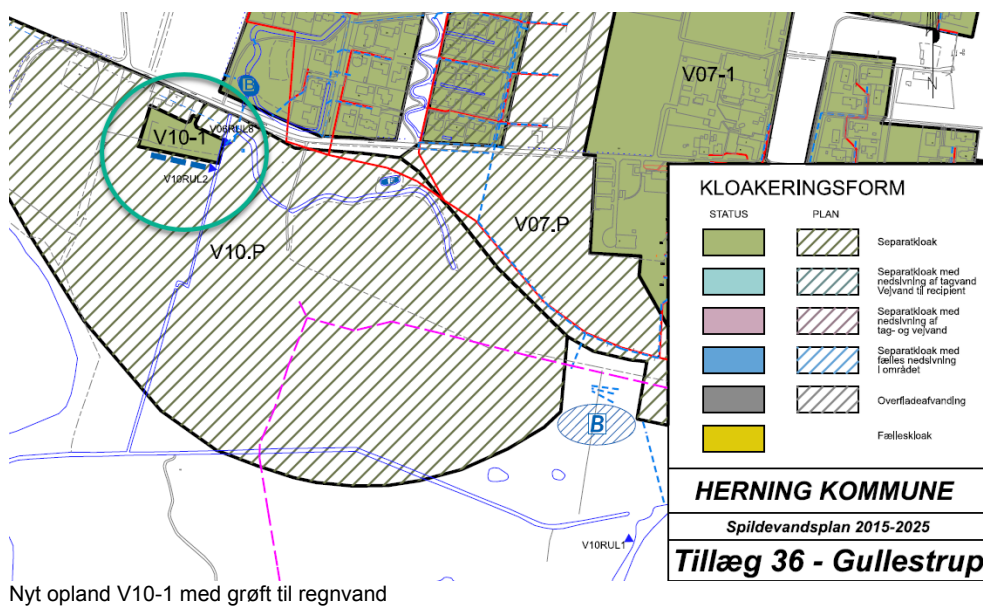 B
V07-1
V10-1
V06RUL8
V10RUL2
V10.P
V07.P
B
V10RUL1
N
KLOAKERINGSFORM
STATUS PLAN
Separatkloak
Separatkloak med
nedsivning af tagvand
Vejvand til recipient
Separatkloak med
nedsivning af
tag- og vejvand
Separatkloak med
fælles nedsivning
i området
Overfladeafvanding
Fælleskloak
HERNING KOMMUNE
Spildevandsplan 2015-2025
Tillæg 36 - Gullestrup
Nyt opland V10-1 med grøft til regnvand